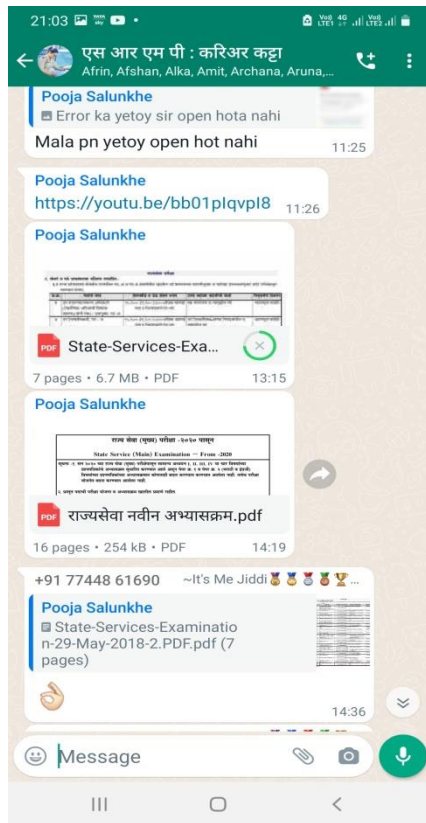 21:03
एस आर एम पी : करिअर कट्टा
Afrin, Afshan, Alka, Amit, Archana, Aruna,...
Pooja Salunkhe
Error ka yetoy sir open hota nahi
Mala pn yetoy open hot nahi
11:25
Pooja Salunkhe
https://youtu.be/bb01pIqvpI8
11:26
Pooja Salunkhe
PDF
State-Services-Exa...
7 pages • 6.7 MB • PDF
13:15
Pooja Salunkhe
राज्य सेवा (मुख्य) परीक्षा -२०२० पासून
State Service (Main) Examination — From -2020
PDF
राज्यसेवा नवीन अभ्यासक्रम.pdf
16 pages • 254 kB • PDF
14:19
+91 77448 61690 ~It's Me Jiddi
Pooja Salunkhe
State-Services-Examinatio
n-29-May-2018-2.PDF.pdf (7
pages)
14:36
Message